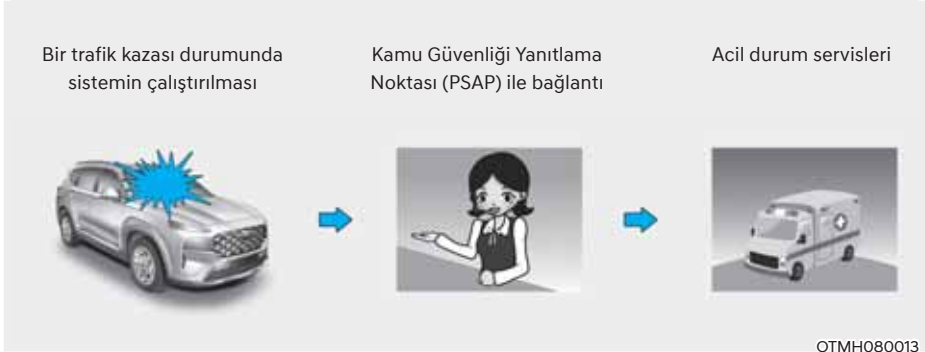 Bir trafik kazası durumunda
sistemin çalıştırılması
Kamu Güvenliği Yanıtlama
Noktası (PSAP) ile bağlantı
Acil durum servisleri
OTMH080013